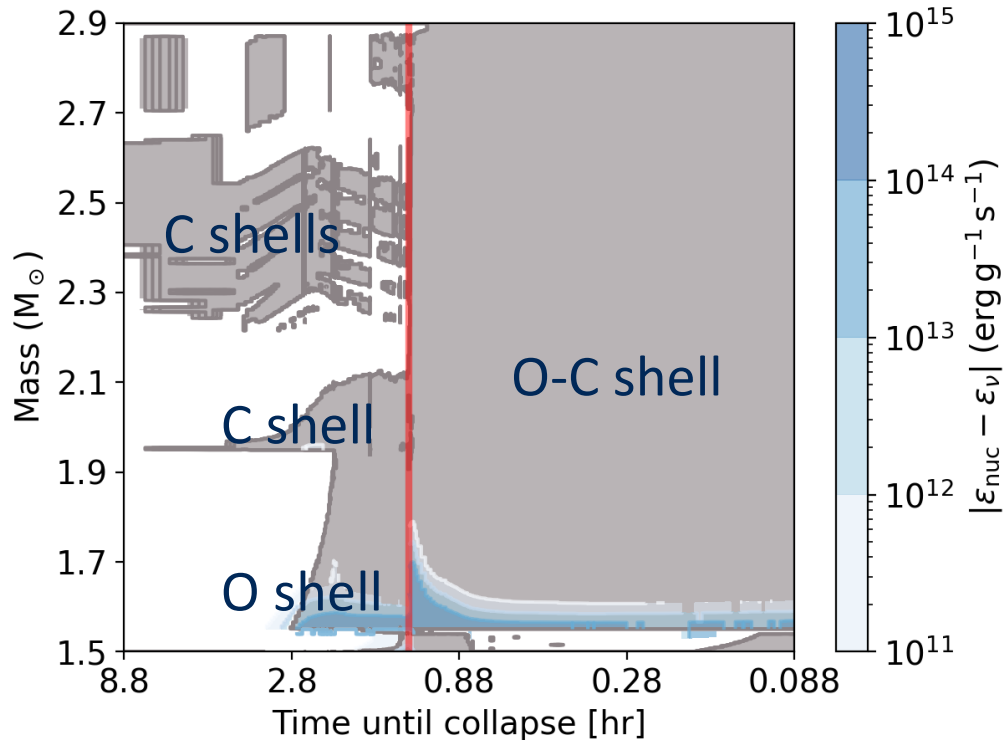 2.9
2.7
2.5
2.3
2.1
1.9
1.7
1.5
Mass (M⊙)
C shells
C shell
O shell
O-C shell
8.8 2.8 0.88 0.28 0.088
Time until collapse [hr]
10¹⁵
10¹⁴
10¹³
10¹²
10¹¹
|εnuc − εν| (erg g⁻¹ s⁻¹)